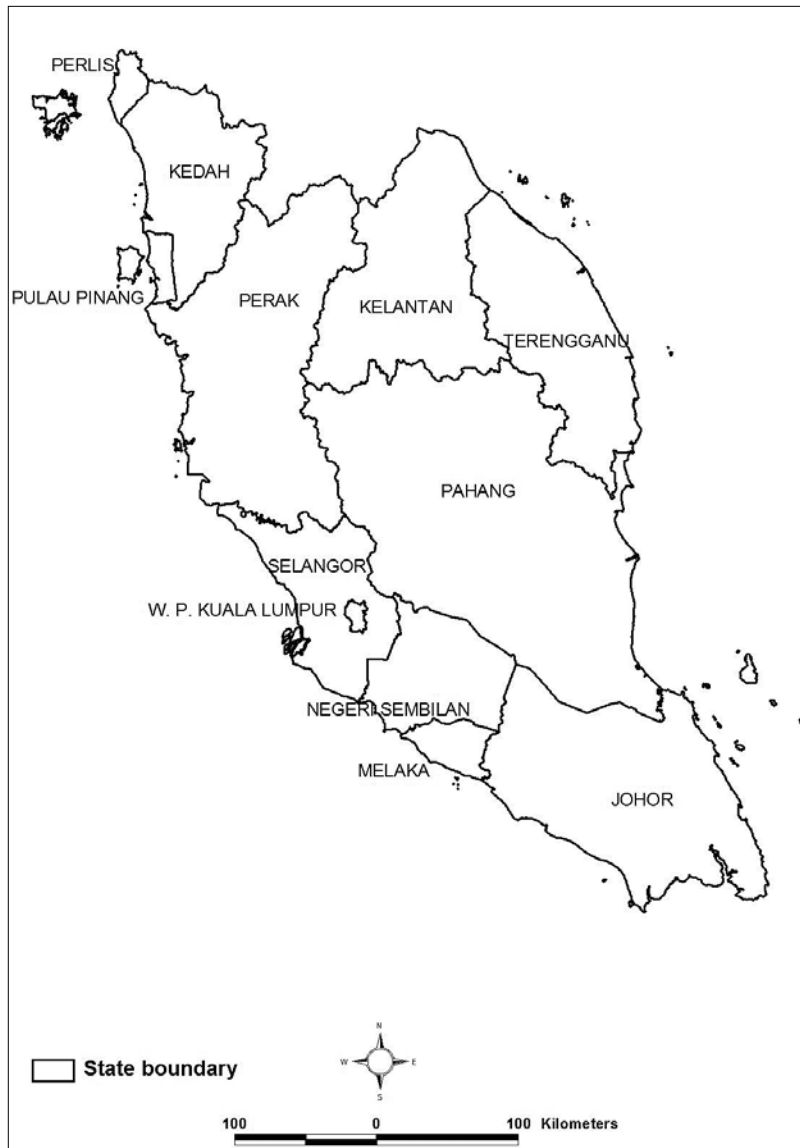 PERLIS
KEDAH
PULAU PINANG
PERAK
KELANTAN
TERENGGANU
PAHANG
SELANGOR
W. P. KUALA LUMPUR
NEGERI SEMBILAN
MELAKA
JOHOR
N
W E
S
State boundary
100 0 100 Kilometers